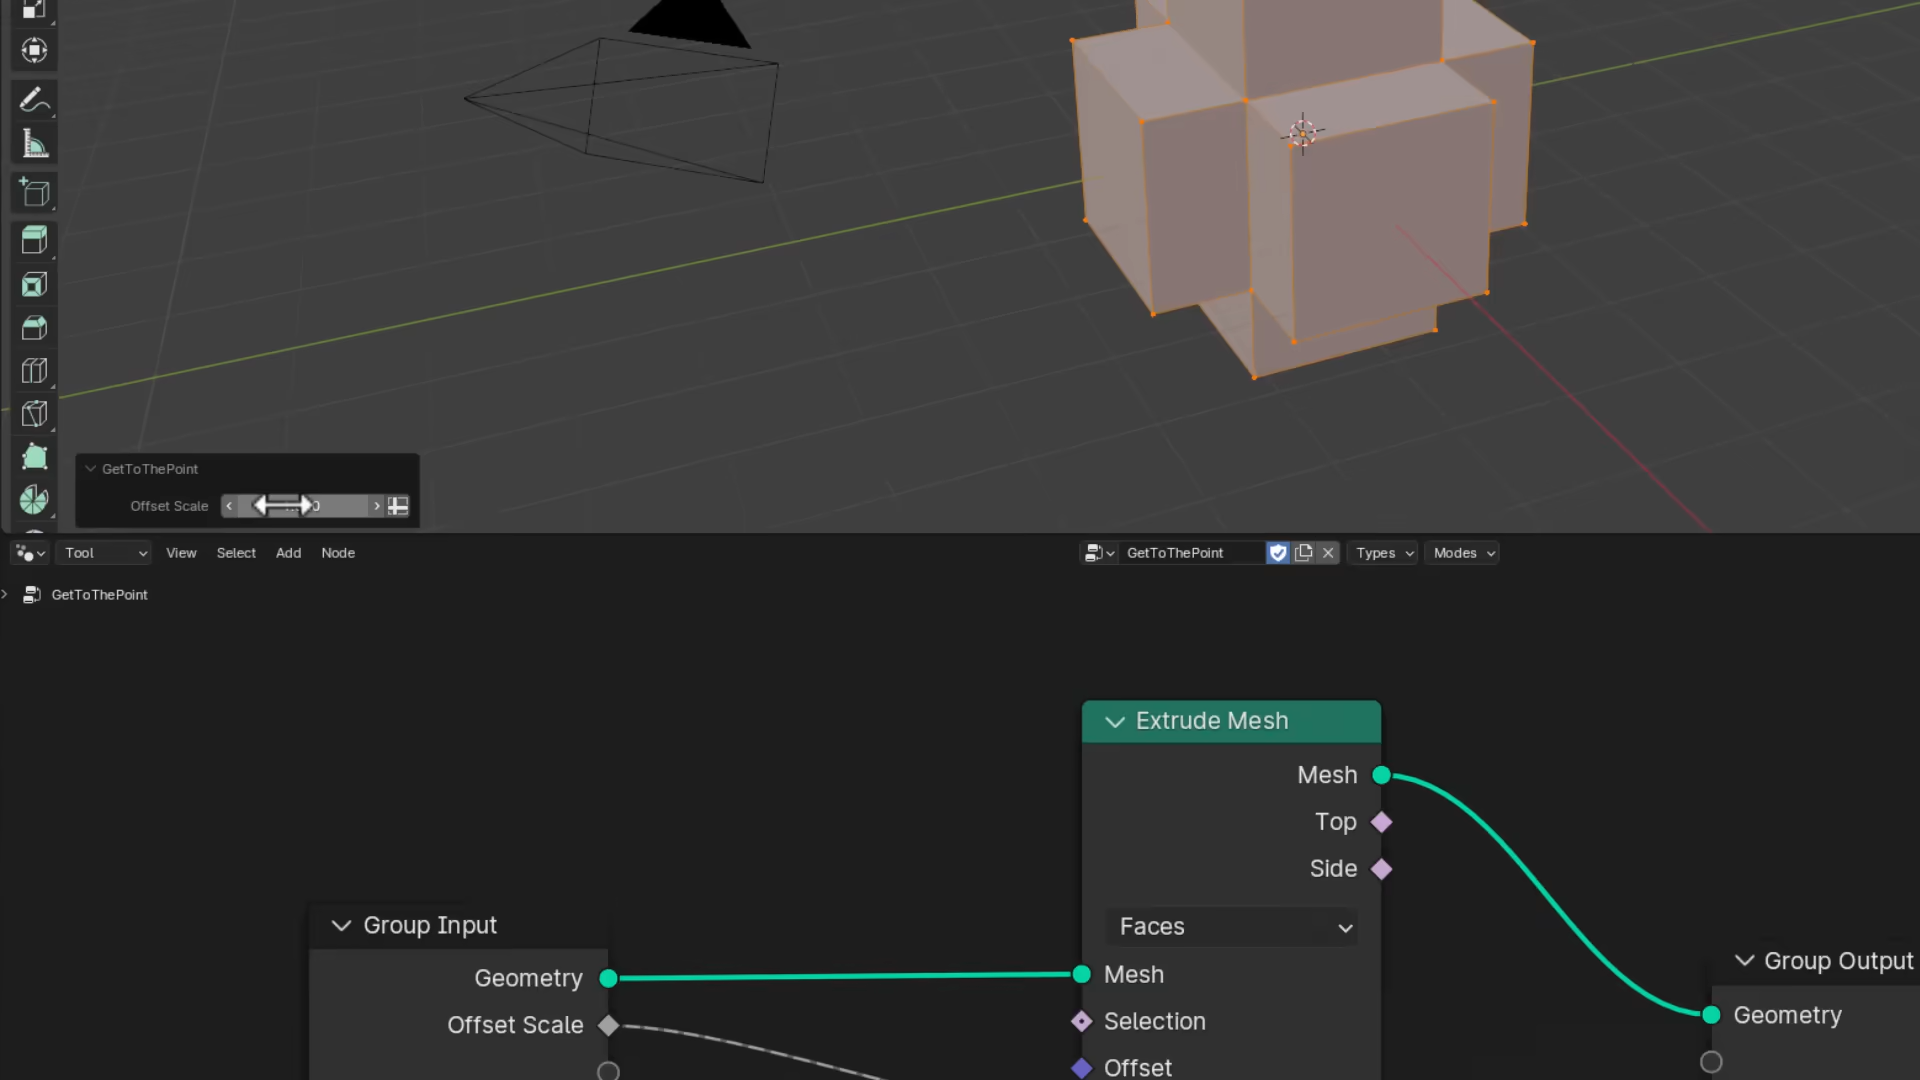 GetToThePoint
Offset Scale
Tool View Select Add Node GetToThePoint Types Modes
GetToThePoint
Extrude Mesh
Mesh
Top
Side
Faces
Mesh
Selection
Offset
Group Input
Geometry
Offset Scale
Group Output
Geometry